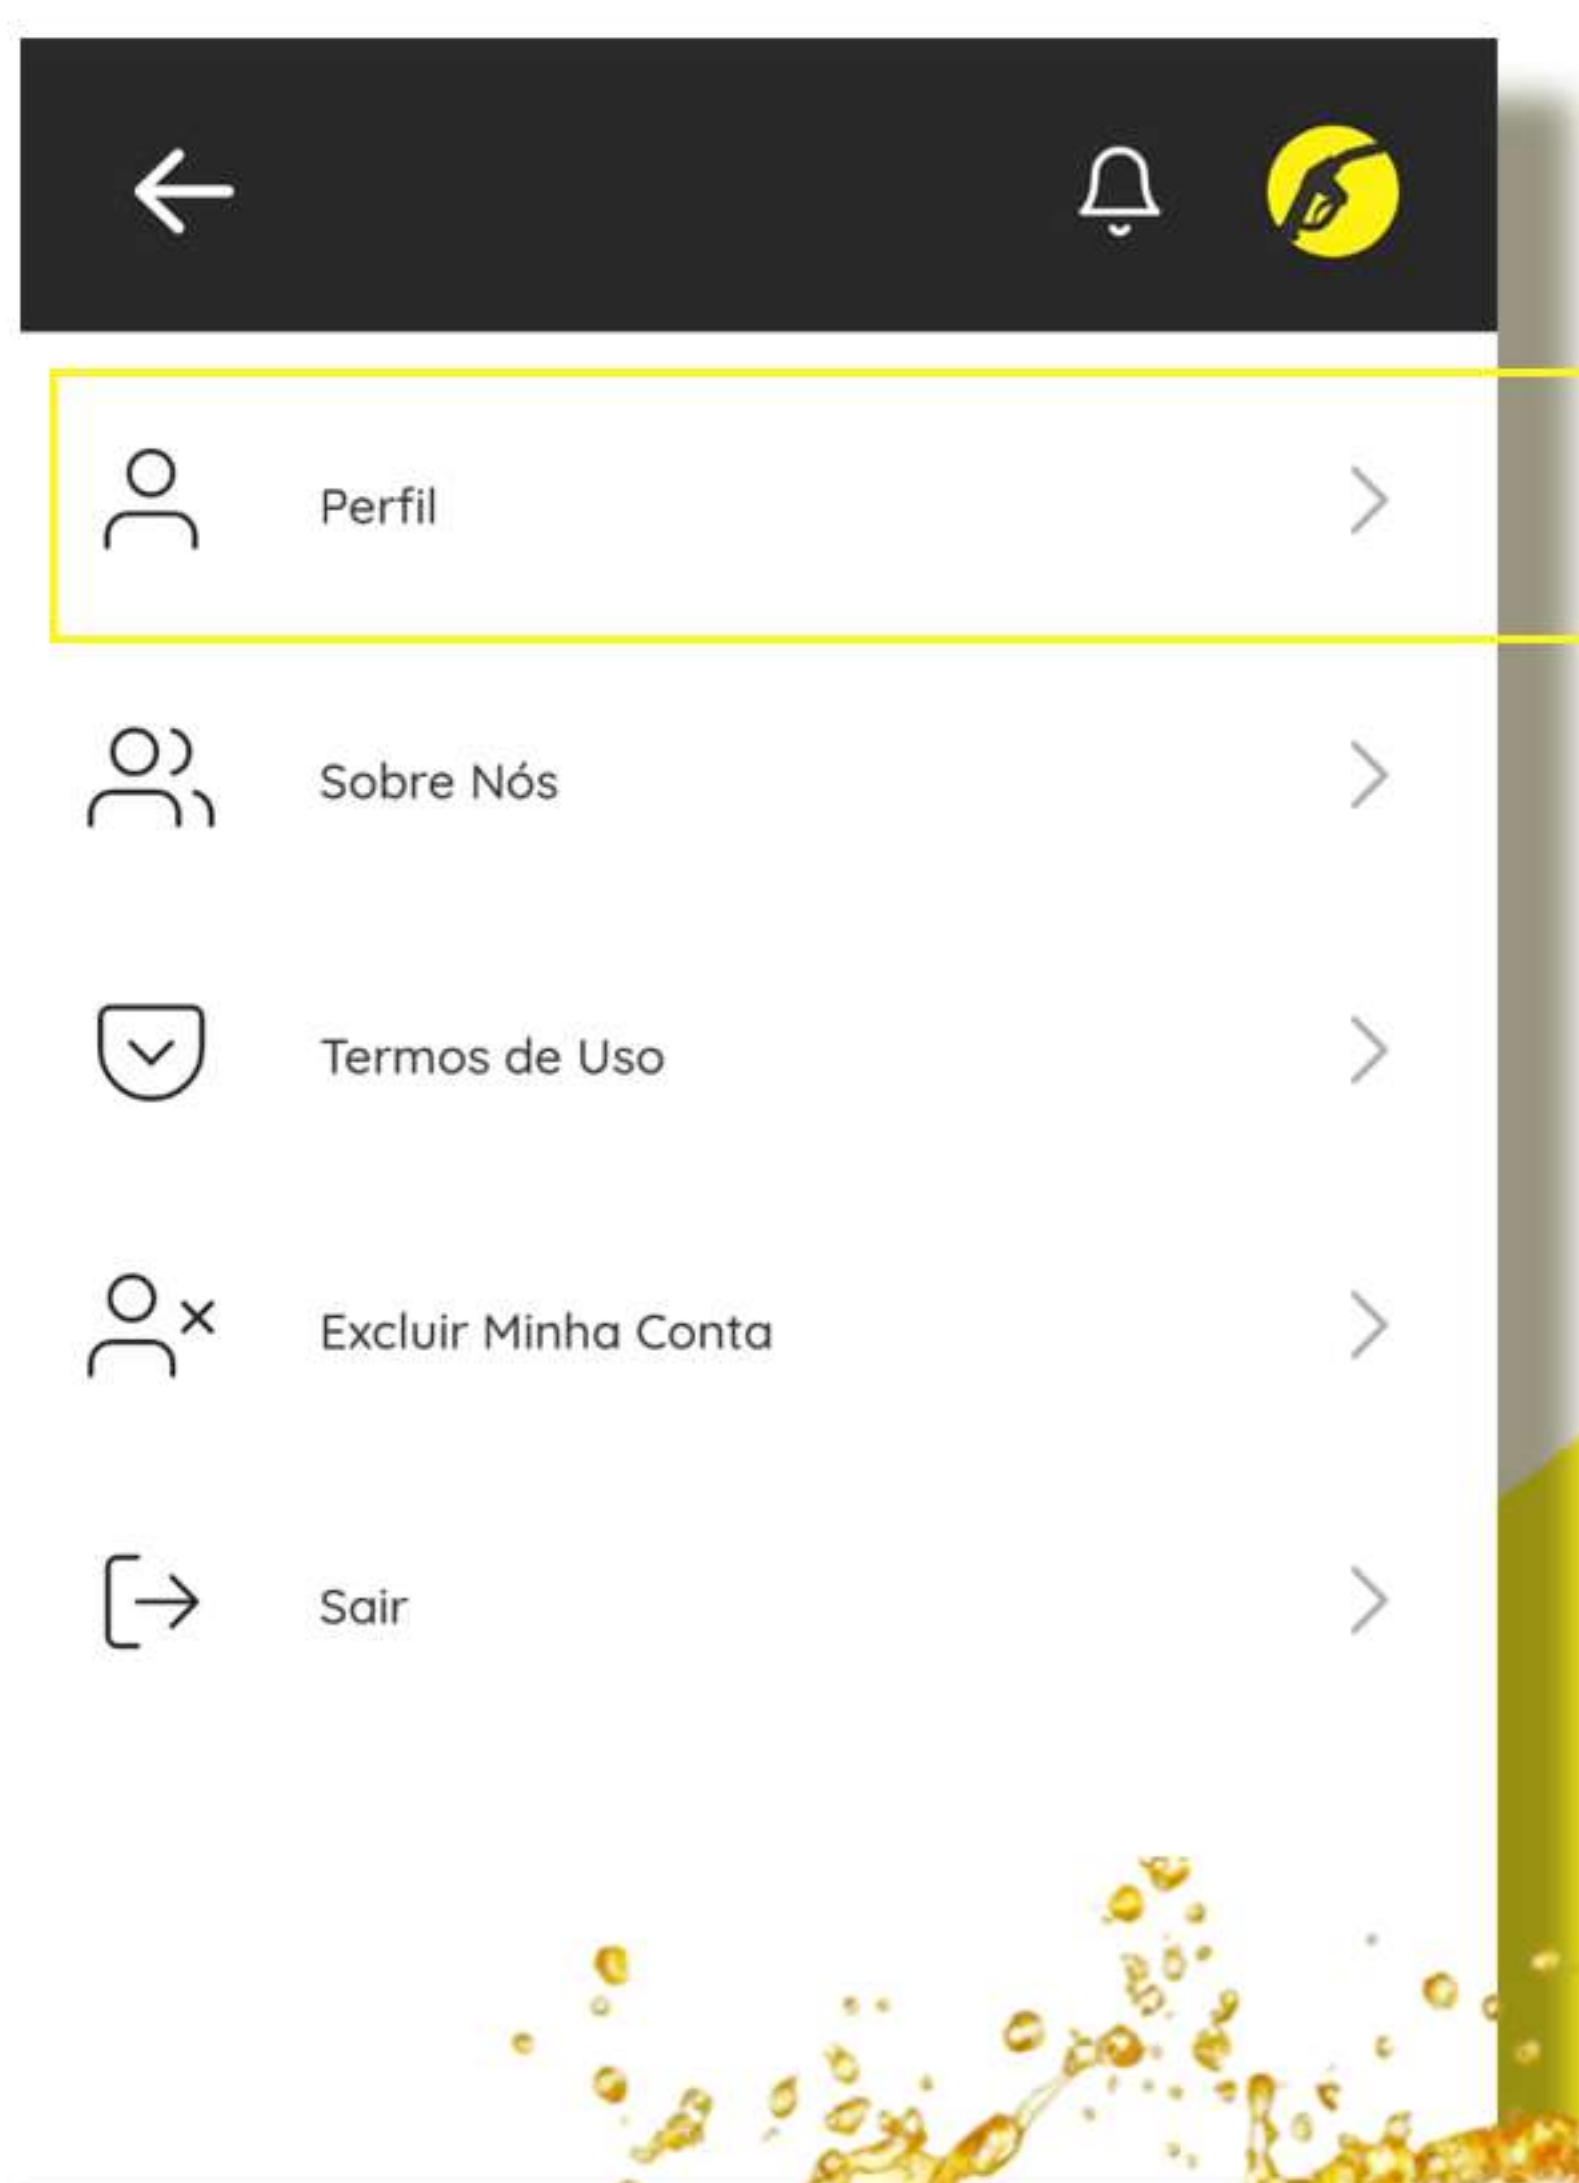 Perfil
Sobre Nós
Termos de Uso
Excluir Minha Conta
Sair